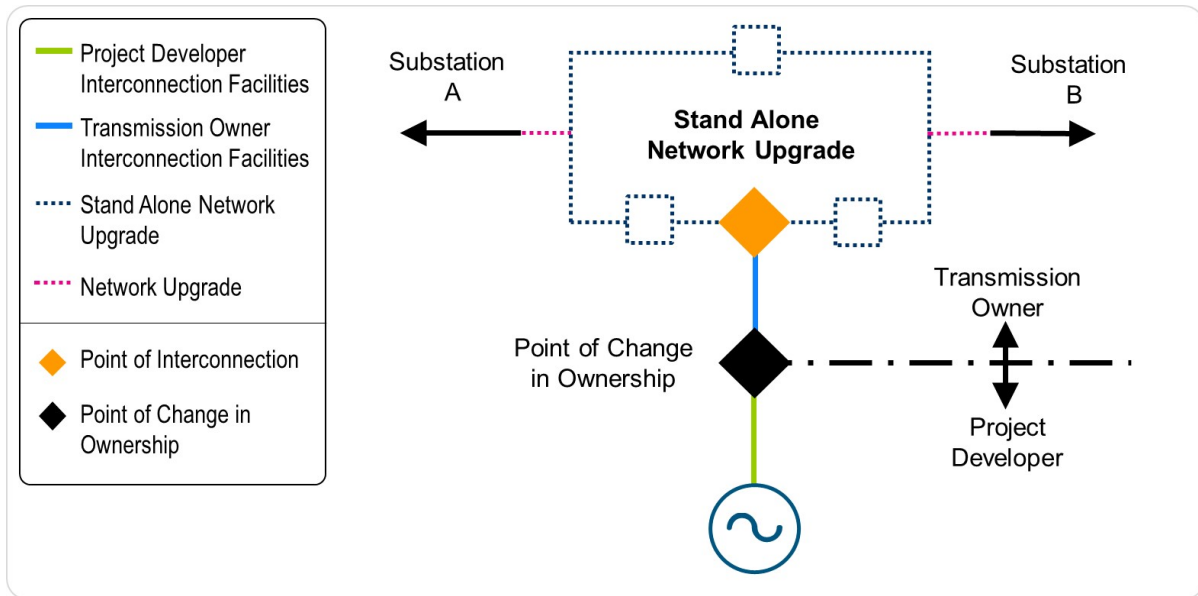 Project Developer
Interconnection Facilities
Transmission Owner
Interconnection Facilities
Stand Alone Network
Upgrade
Network Upgrade
Point of Interconnection
Point of Change in
Ownership
Substation
A
Substation
B
Stand Alone
Network Upgrade
Point of Change
in Ownership
Transmission
Owner
Project
Developer